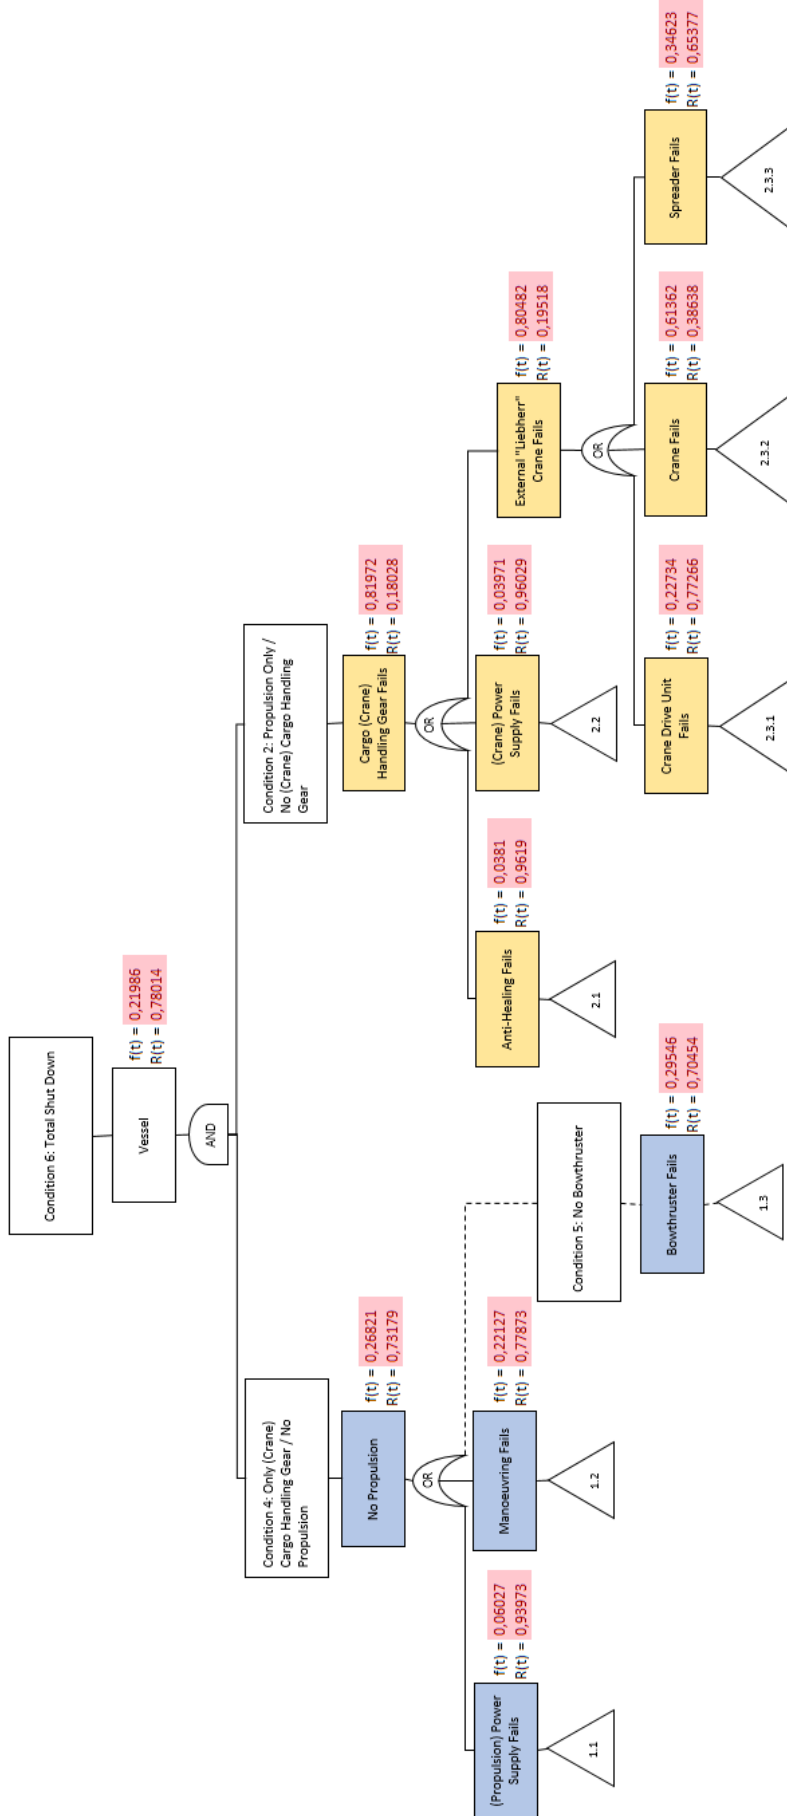 Condition 6: Total Shut Down
Vessel
f(t) = 0,21986
R(t) = 0,78014
AND
Condition 4: Only (Crane)
Cargo Handling Gear / No
Propulsion
Condition 2: Propulsion Only /
No (Crane) Cargo Handling
Gear
No Propulsion
f(t) = 0,26821
R(t) = 0,73179
Cargo (Crane)
Handling Gear Fails
f(t) = 0,81972
R(t) = 0,18028
OR
OR
(Propulsion) Power
Supply Fails
f(t) = 0,06027
R(t) = 0,93973
Manoeuvring Fails
f(t) = 0,22127
R(t) = 0,77873
Anti-Healing Fails
f(t) = 0,0381
R(t) = 0,9619
(Crane) Power
Supply Fails
f(t) = 0,03971
R(t) = 0,96029
External "Liebherr"
Crane Fails
f(t) = 0,80482
R(t) = 0,19518
1.1
1.2
2.1
2.2
Condition 5: No Bowthruster
OR
Bowthruster Fails
f(t) = 0,29546
R(t) = 0,70454
Crane Drive Unit
Fails
f(t) = 0,22734
R(t) = 0,77266
Crane Fails
f(t) = 0,61362
R(t) = 0,38638
Spreader Fails
f(t) = 0,34623
R(t) = 0,65377
1.3
2.3.1
2.3.2
2.3.3